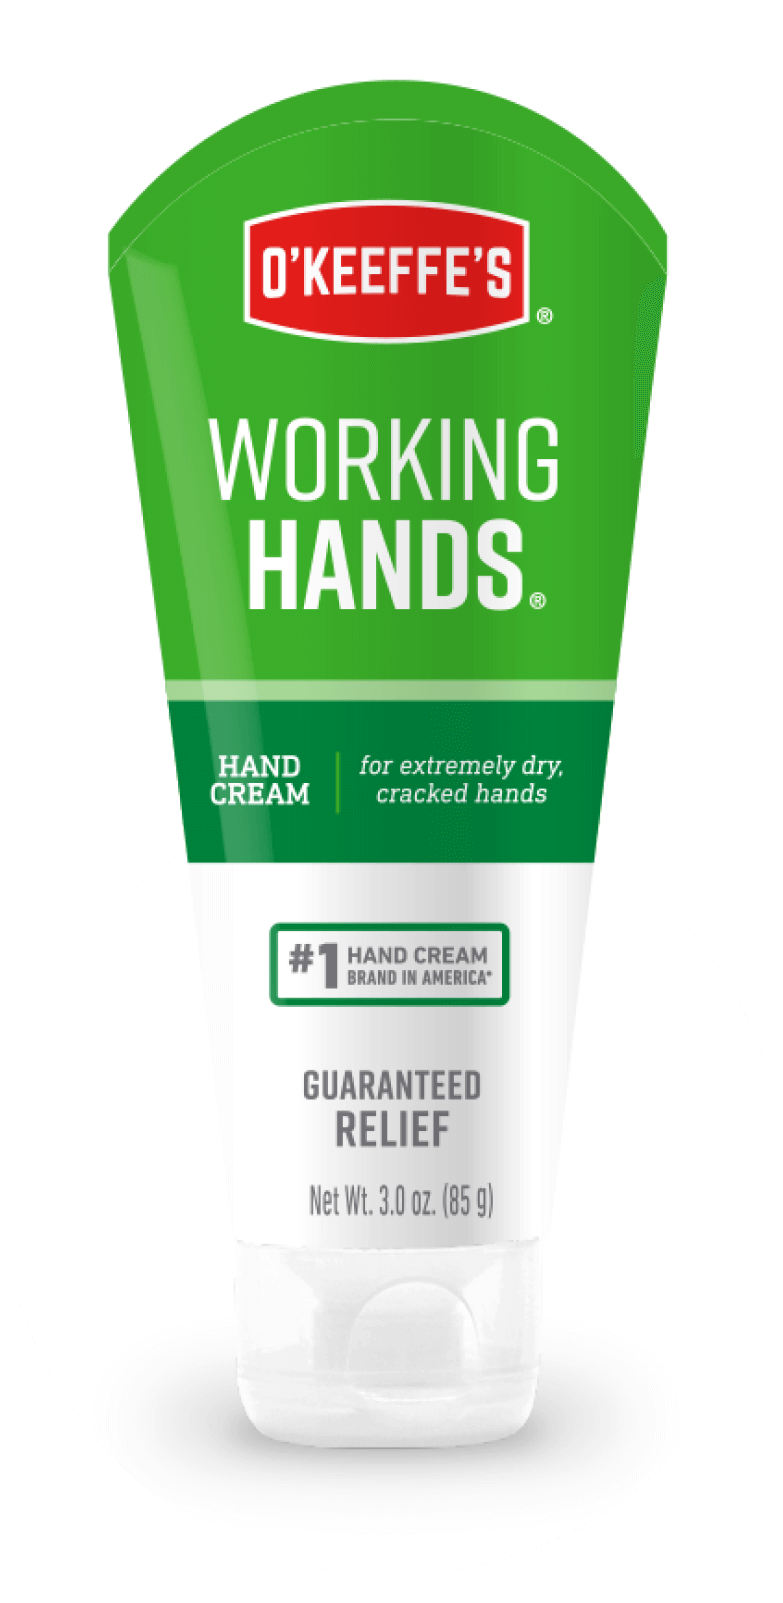 O'KEEFFE'S®
WORKING
HANDS®
HAND
CREAM
for extremely dry,
cracked hands
#1 HAND CREAM
BRAND IN AMERICA*
GUARANTEED
RELIEF
Net Wt. 3.0 oz. (85 g)